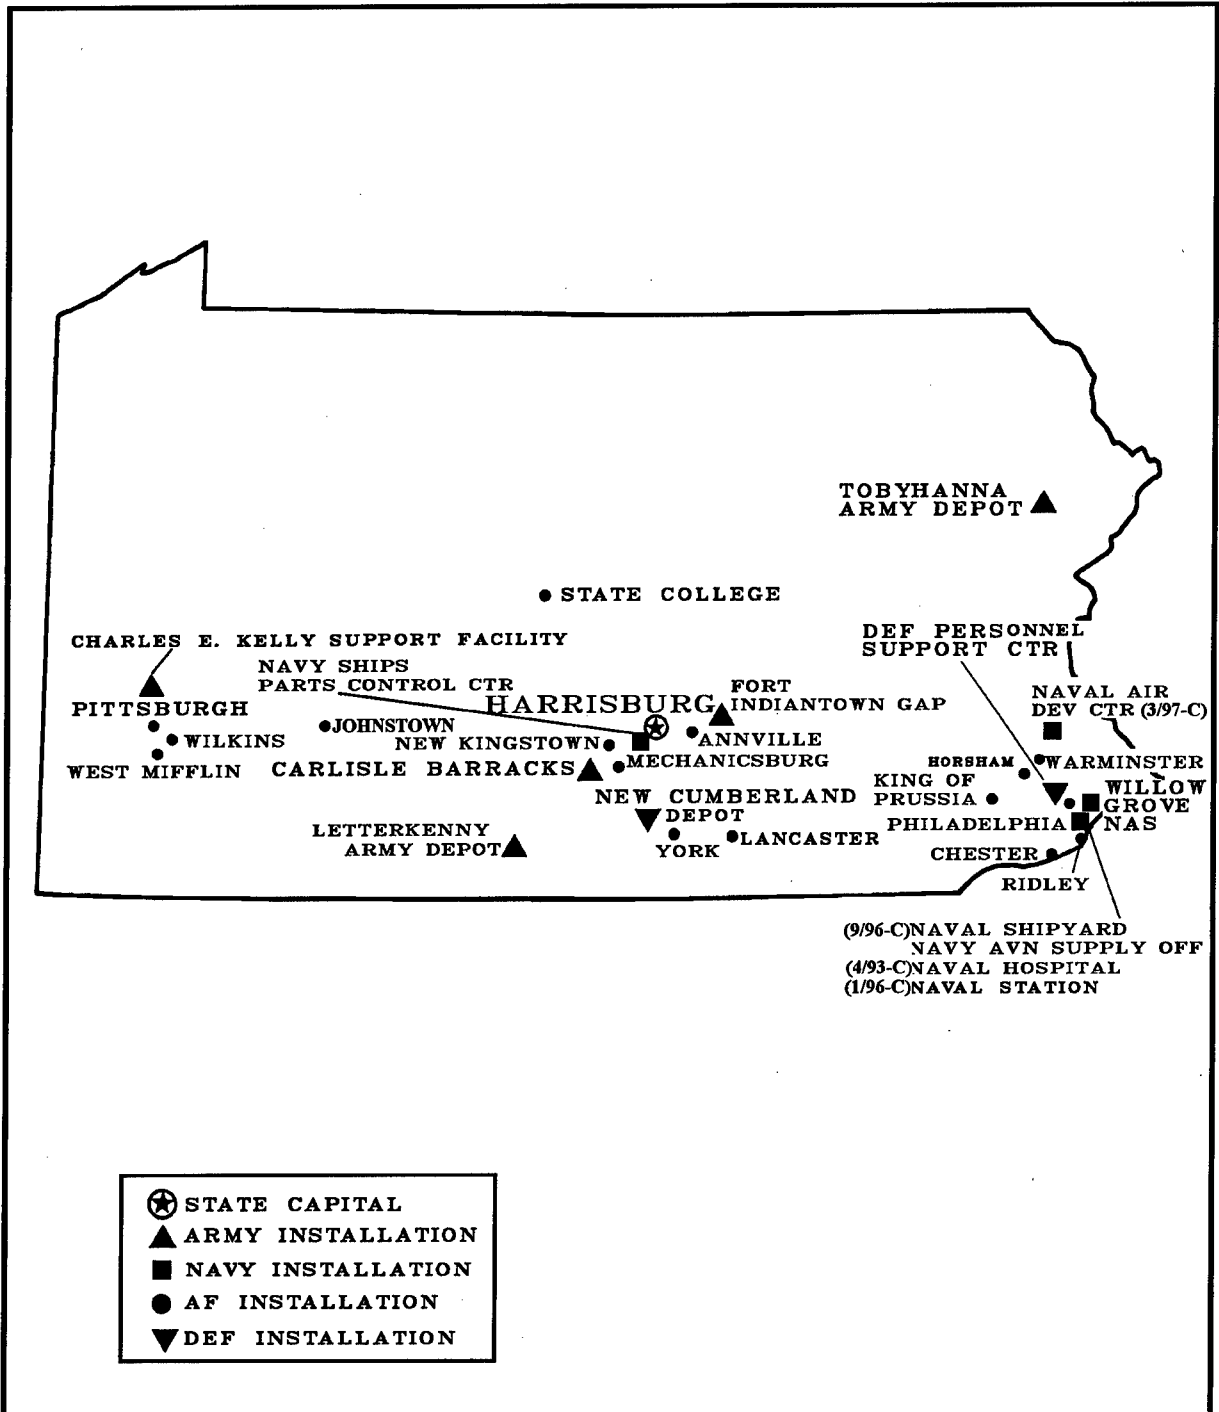 TOBYHANNA
ARMY DEPOT
STATE COLLEGE
CHARLES E. KELLY SUPPORT FACILITY
DEF PERSONNEL
SUPPORT CTR
NAVY SHIPS
PARTS CONTROL CTR
HARRISBURG
FORT
INDIANTOWN GAP
NAVAL AIR
DEV CTR (3/97-C)
PITTSBURGH
JOHNSTOWN
WILKINS
NEW KINGSTOWN
ANNVILLE
WEST MIFFLIN
CARLISLE BARRACKS
MECHANICSBURG
HORSHAM
WARMINSTER
KING OF
PRUSSIA
WILLOW
GROVE
NAS
NEW CUMBERLAND
DEPOT
PHILADELPHIA
LETTERKENNY
ARMY DEPOT
YORK
LANCASTER
CHESTER
RIDLEY
(9/96-C)NAVAL SHIPYARD
NAVY AVN SUPPLY OFF
(4/93-C)NAVAL HOSPITAL
(1/96-C)NAVAL STATION
STATE CAPITAL
ARMY INSTALLATION
NAVY INSTALLATION
AF INSTALLATION
DEF INSTALLATION